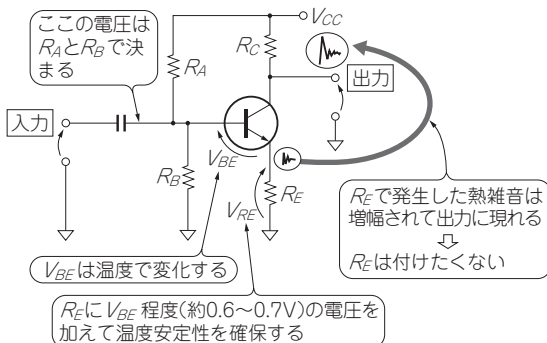 ここの電圧は
RAとRBで決
まる
VCC
RC
RA
出力
入力
VBE
RB
RE
VRE
REで発生した熱雑音は
増幅されて出力に現れる
REは付けたくない
VBEは温度で変化する
REにVBE程度(約0.6～0.7V)の電圧を
加えて温度安定性を確保する